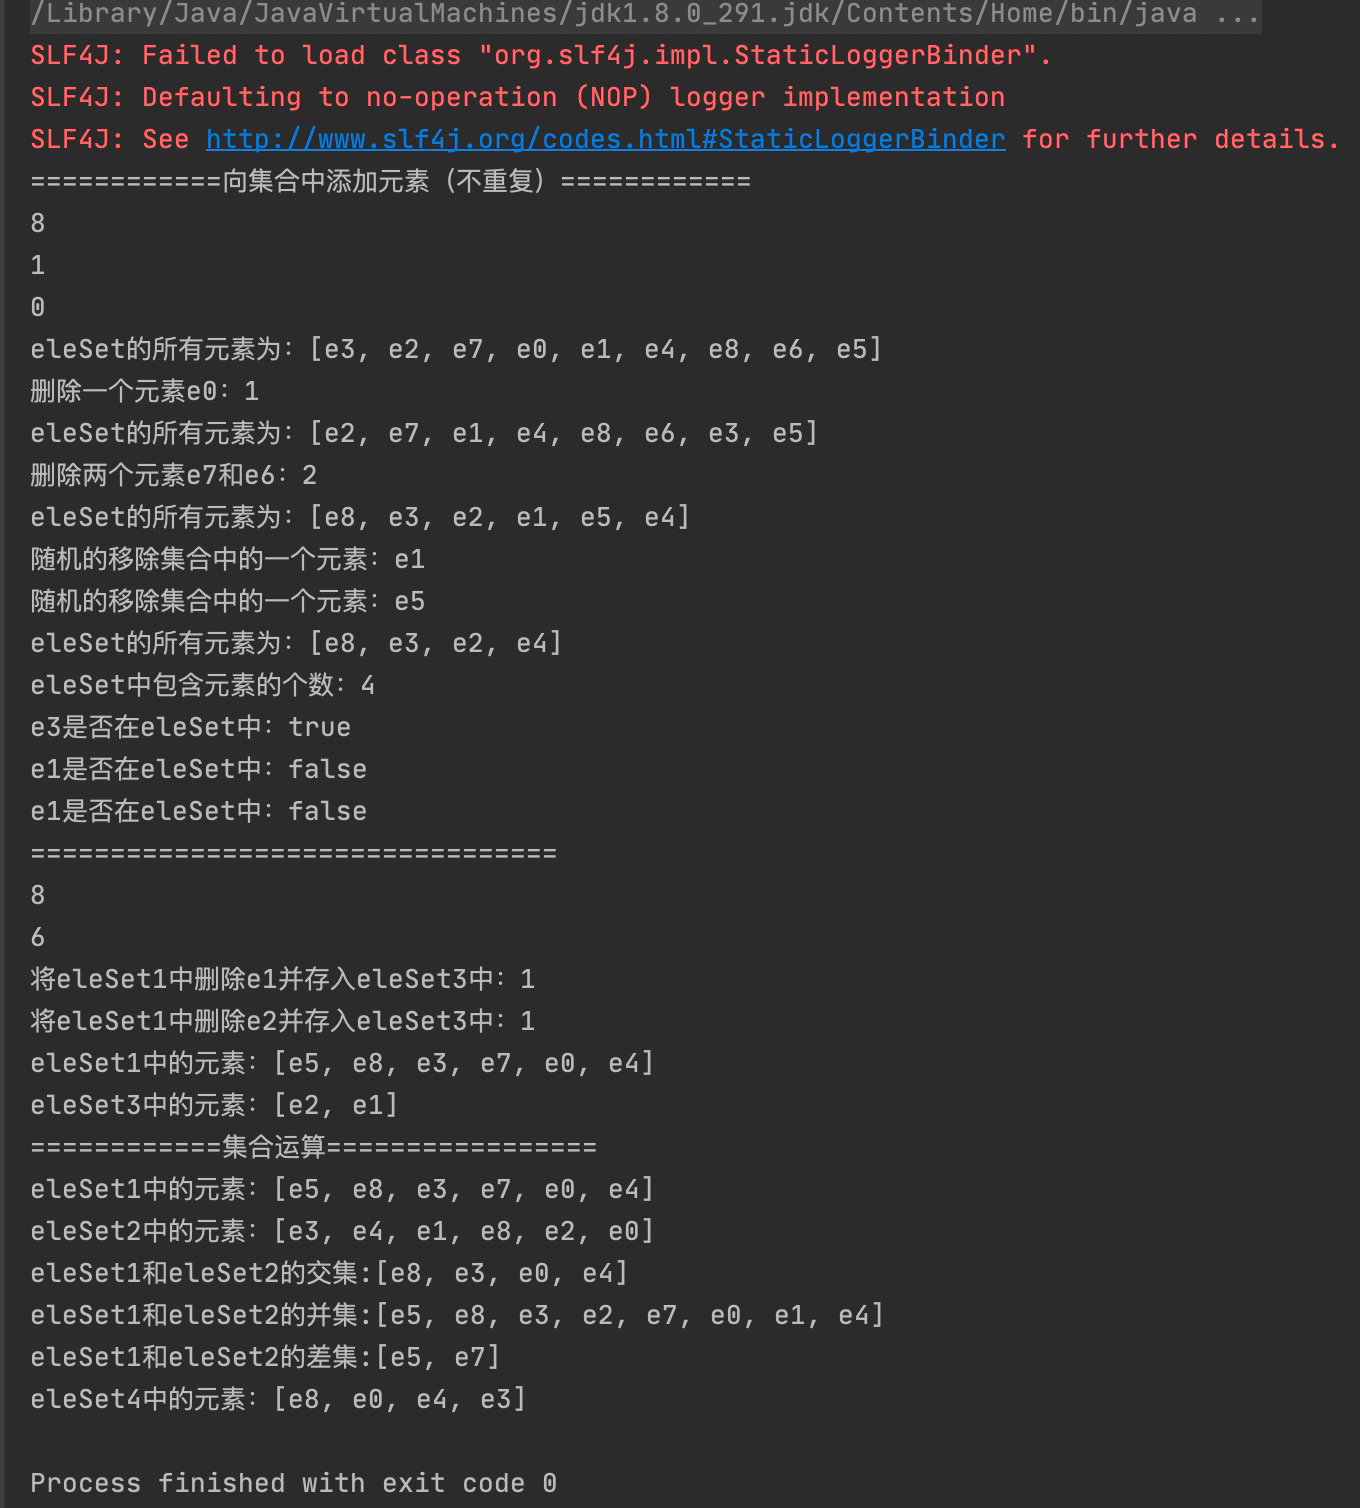 /Library/Java/JavaVirtualMachines/jdk1.8.0_291.jdk/Contents/Home/bin/java ...
SLF4J: Failed to load class "org.slf4j.impl.StaticLoggerBinder".
SLF4J: Defaulting to no-operation (NOP) logger implementation
SLF4J: See http://www.slf4j.org/codes.html#StaticLoggerBinder for further details.
============向集合中添加元素（不重复）============
8
1
0
eleSet的所有元素为：[e3, e2, e7, e0, e1, e4, e8, e6, e5]
删除一个元素e0：1
eleSet的所有元素为：[e2, e7, e1, e4, e8, e6, e3, e5]
删除两个元素e7和e6：2
eleSet的所有元素为：[e8, e3, e2, e1, e5, e4]
随机的移除集合中的一个元素：e1
随机的移除集合中的一个元素：e5
eleSet的所有元素为：[e8, e3, e2, e4]
eleSet中包含元素的个数：4
e3是否在eleSet中：true
e1是否在eleSet中：false
e1是否在eleSet中：false
=================================
8
6
将eleSet1中删除e1并存入eleSet3中：1
将eleSet1中删除e2并存入eleSet3中：1
eleSet1中的元素：[e5, e8, e3, e7, e0, e4]
eleSet3中的元素：[e2, e1]
============集合运算=================
eleSet1中的元素：[e5, e8, e3, e7, e0, e4]
eleSet2中的元素：[e3, e4, e1, e8, e2, e0]
eleSet1和eleSet2的交集:[e8, e3, e0, e4]
eleSet1和eleSet2的并集:[e5, e8, e3, e2, e7, e0, e1, e4]
eleSet1和eleSet2的差集:[e5, e7]
eleSet4中的元素：[e8, e0, e4, e3]
Process finished with exit code 0